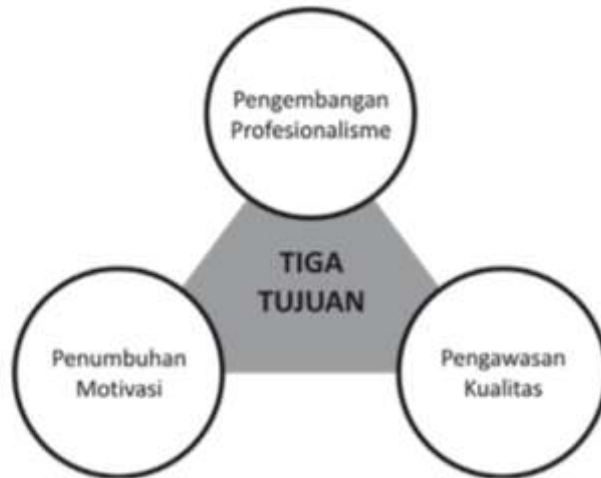 Pengembangan
Profesionalisme
TIGA
TUJUAN
Penumbuhan
Motivasi
Pengawasan
Kualitas